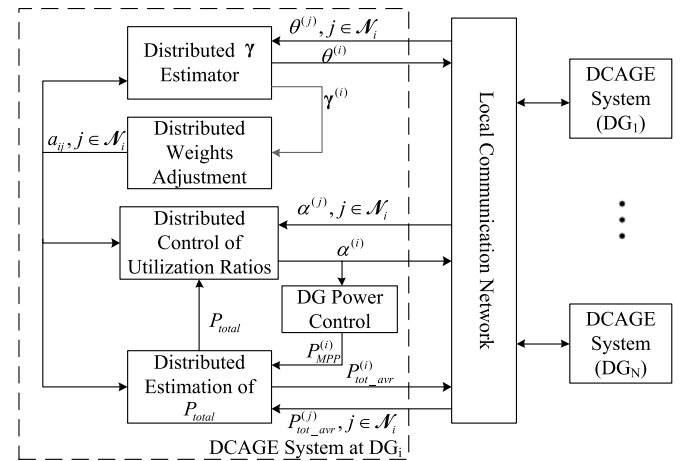 θ^(j), j ∈ 𝒩_i
Distributed γ
Estimator
θ^(i)
γ^(i)
a_ij, j ∈ 𝒩_i
Distributed
Weights
Adjustment
α^(j), j ∈ 𝒩_i
Distributed
Control of
Utilization Ratios
α^(i)
DG Power
Control
P_total
P_MPP^(i)
Distributed
Estimation of
P_total
P_tot_avr^(i)
P_tot_avr^(j), j ∈ 𝒩_i
DCAGE System at DG_i
Local Communication Network
DCAGE
System
(DG_1)
DCAGE
System
(DG_N)